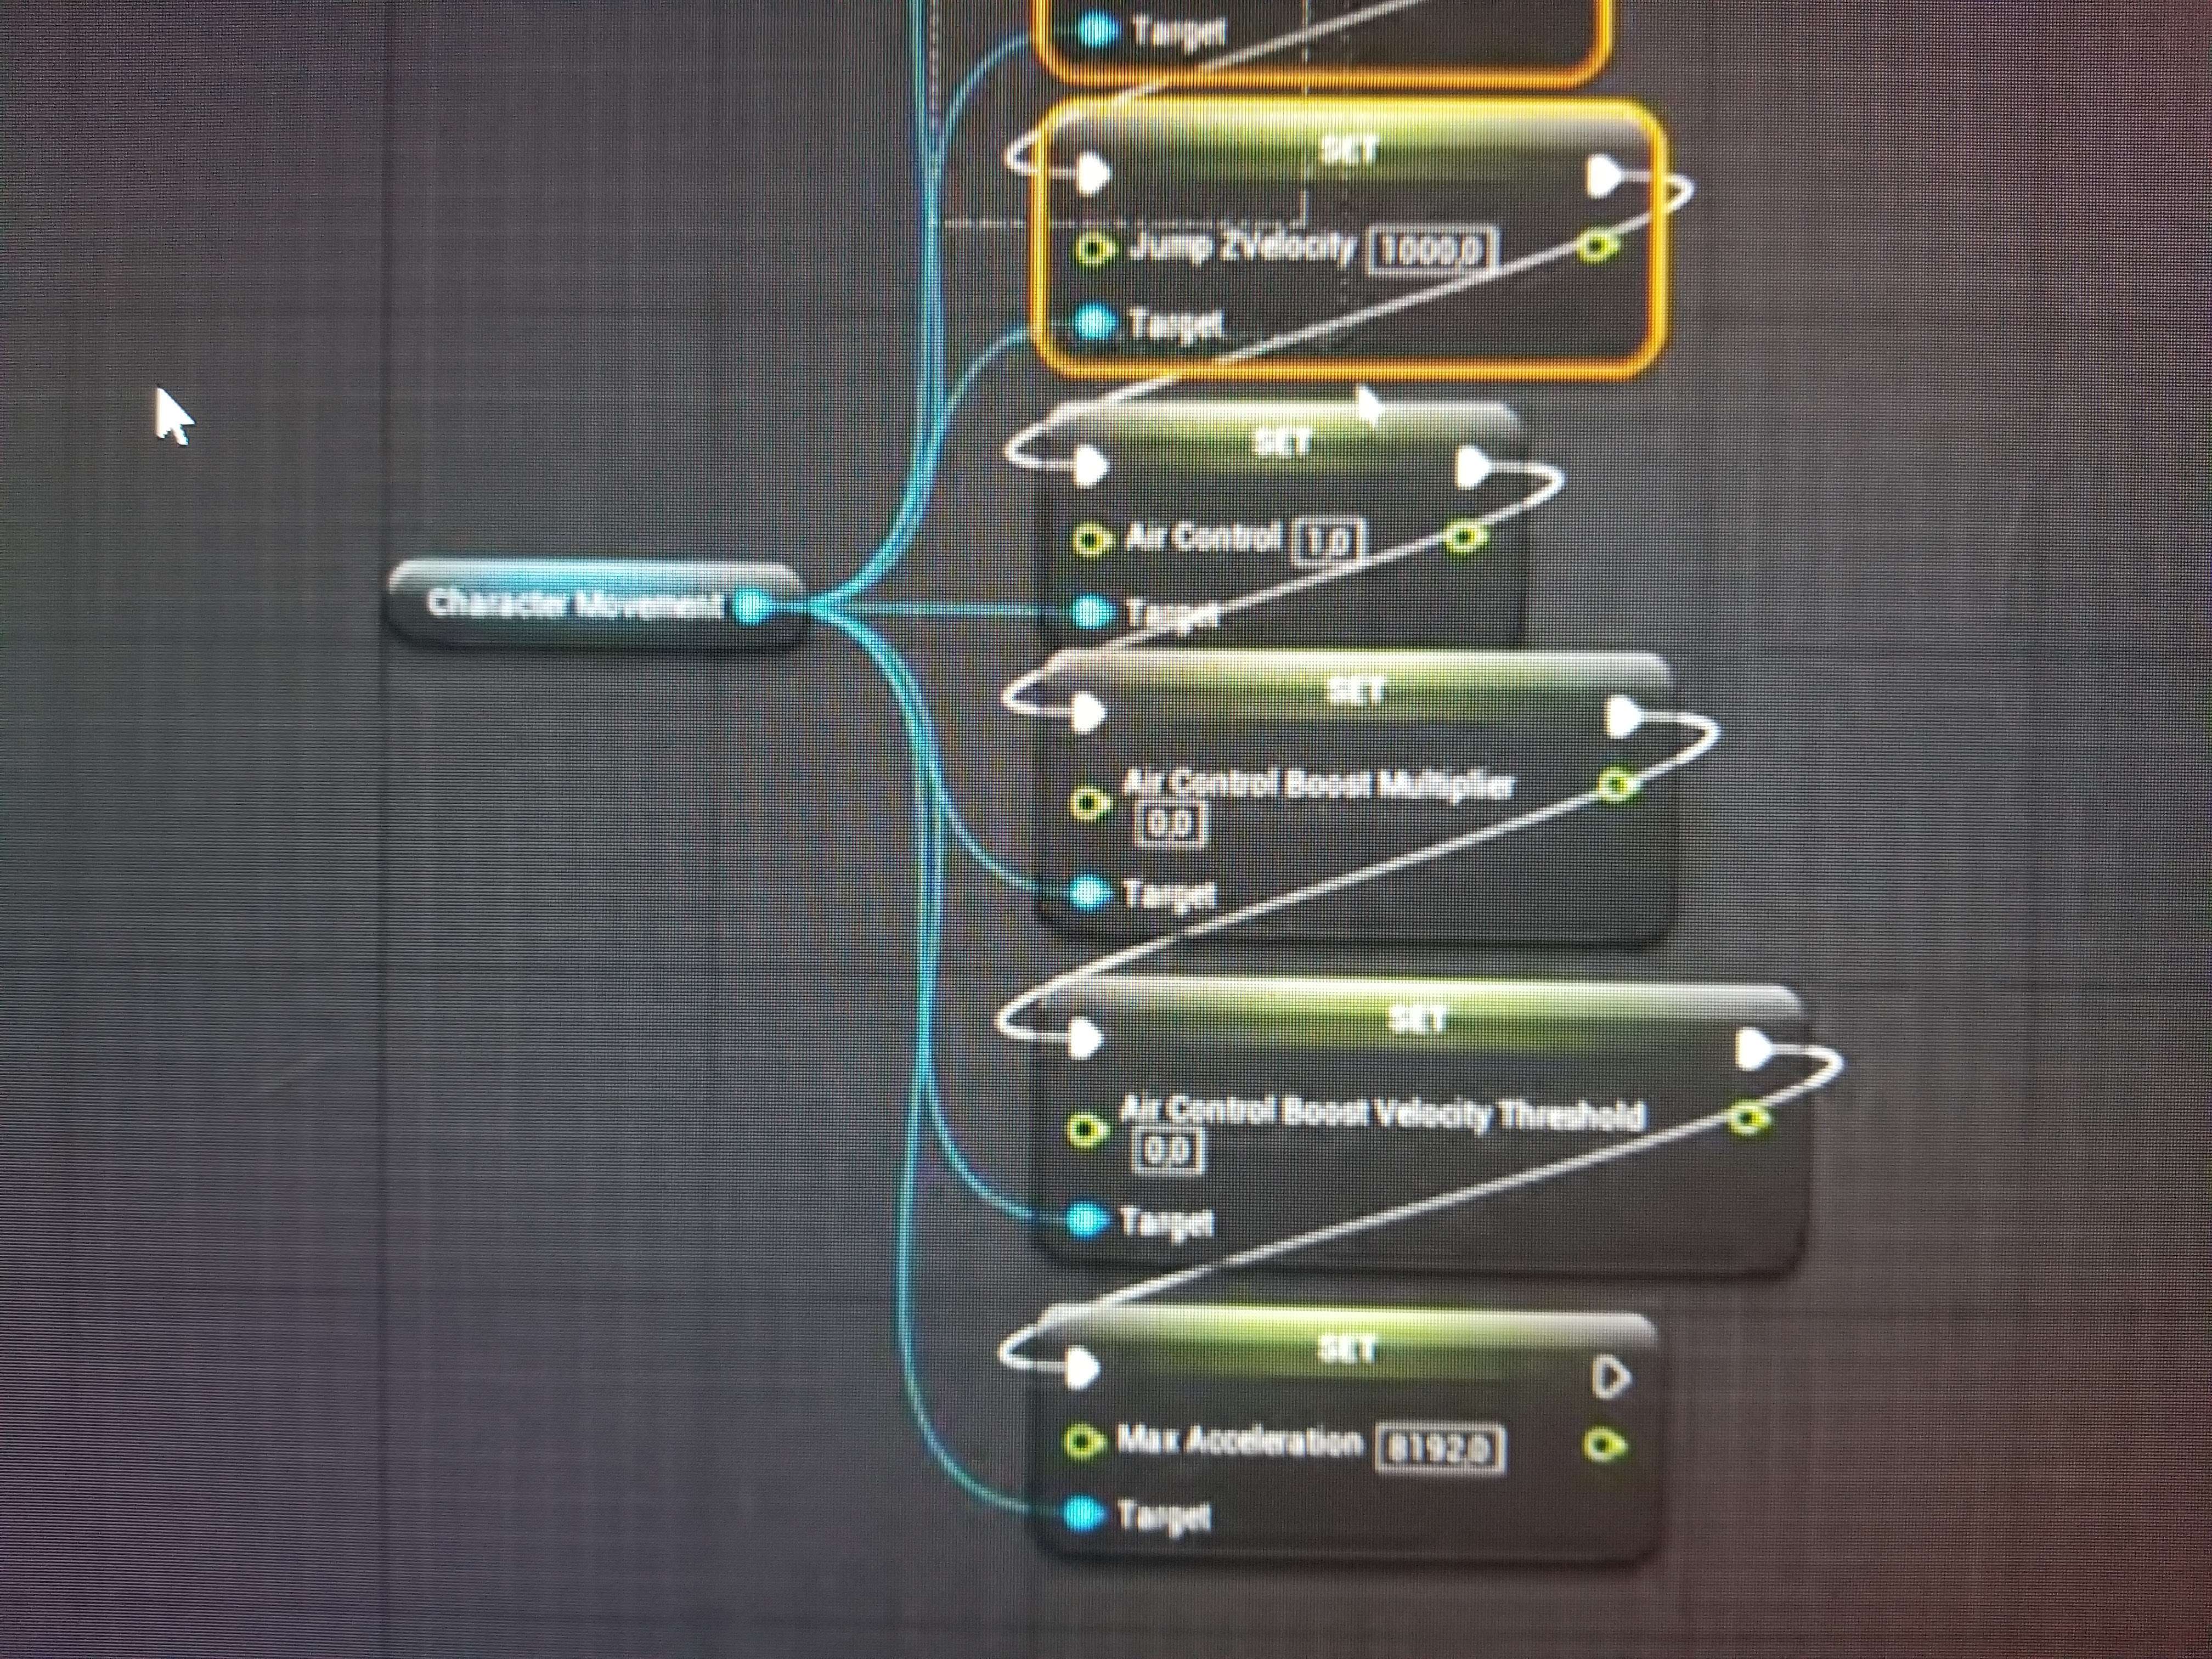 Target
SET
Jump ZVelocity 1000,0
Target
SET
Air Control 1,0
Character Movement
Target
SET
Air Control Boost Multiplier
0,0
Target
SET
Air Control Boost Velocity Threshold
0,0
Target
SET
Max Acceleration 8192,0
Target